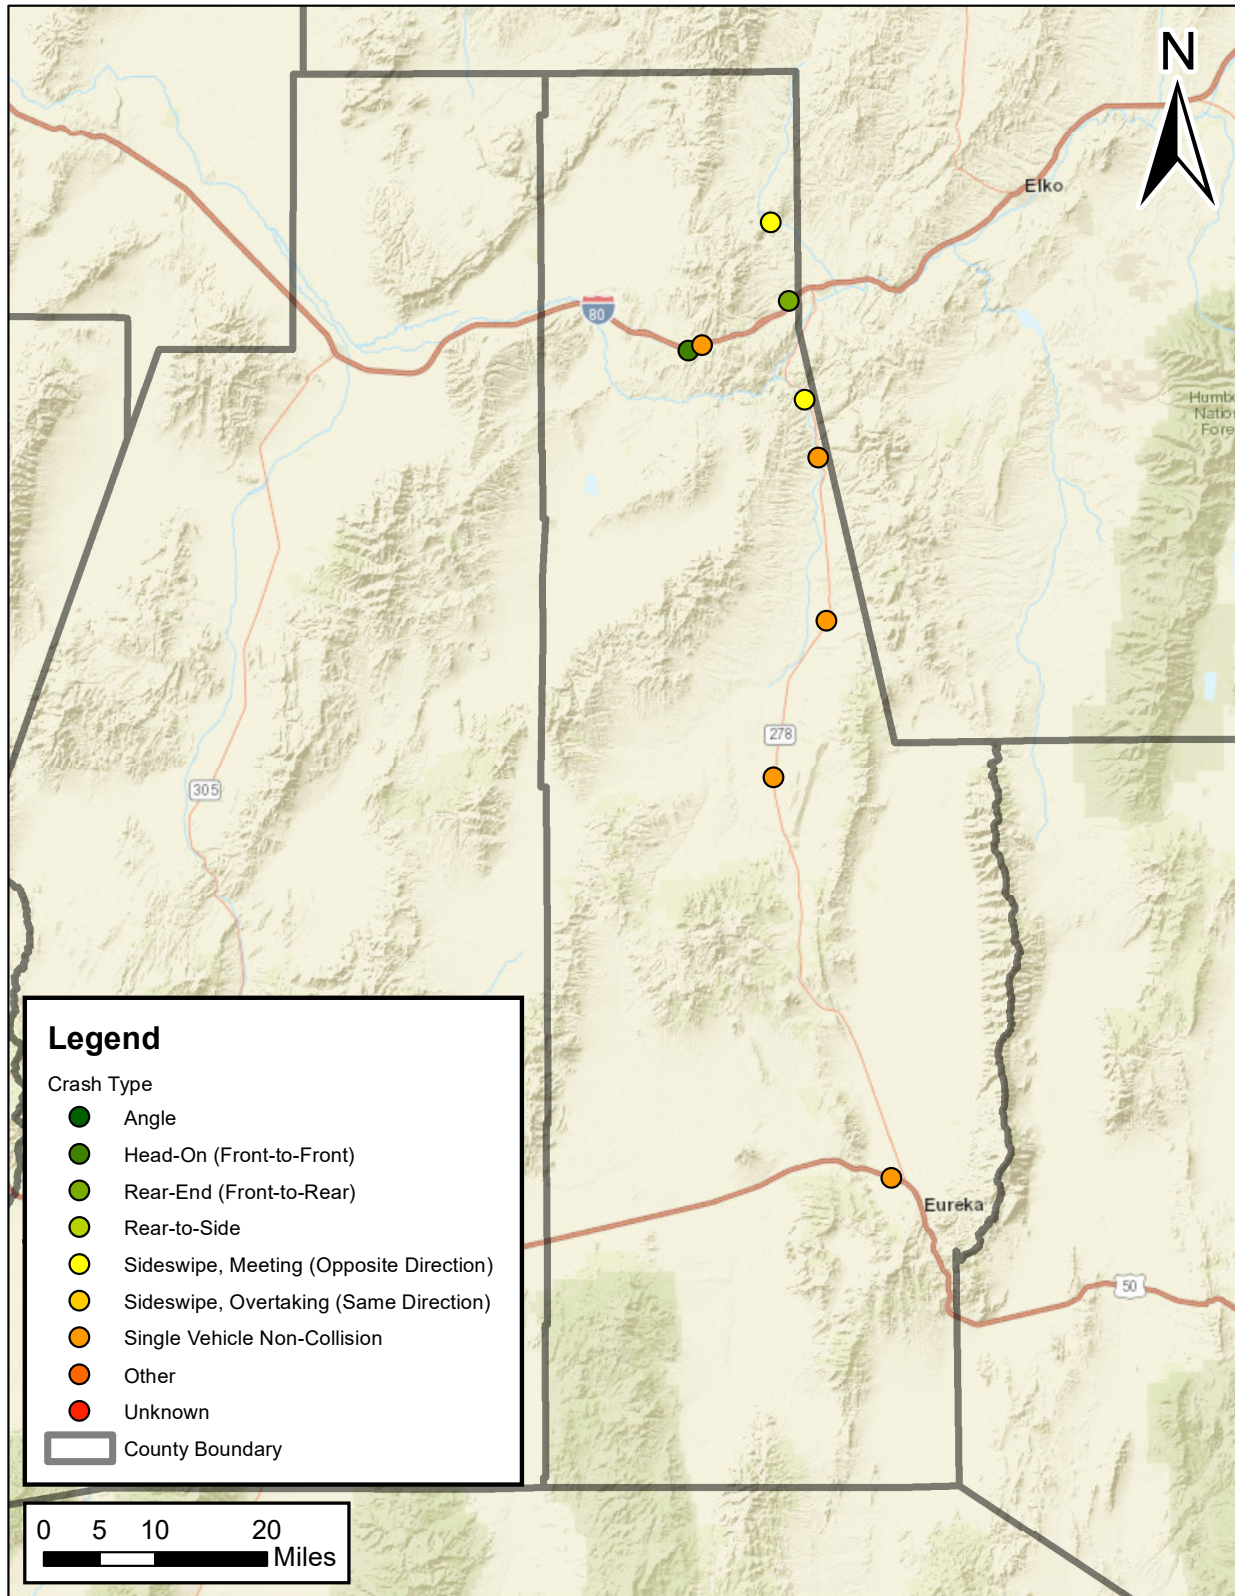 N
Elko
80
Humbo
Nation
Fore
278
305
Eureka
50
Legend
Crash Type
Angle
Head-On (Front-to-Front)
Rear-End (Front-to-Rear)
Rear-to-Side
Sideswipe, Meeting (Opposite Direction)
Sideswipe, Overtaking (Same Direction)
Single Vehicle Non-Collision
Other
Unknown
County Boundary
0 5 10 20
Miles